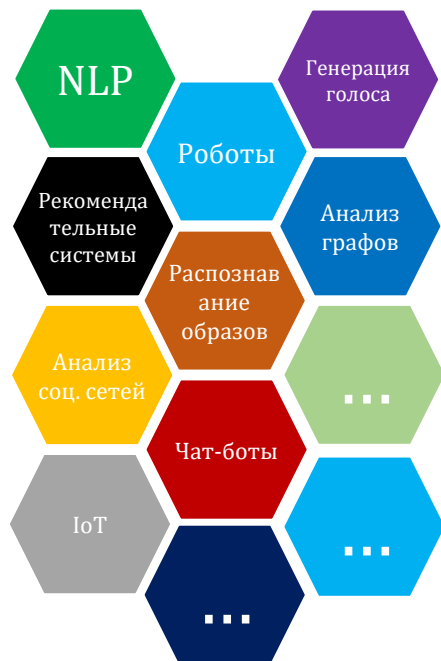 NLP
Генерация
голоса
Роботы
Рекоменда
тельные
системы
Анализ
графов
Распознав
ание
образов
Анализ
соц. сетей
...
Чат-боты
IoT
...
...